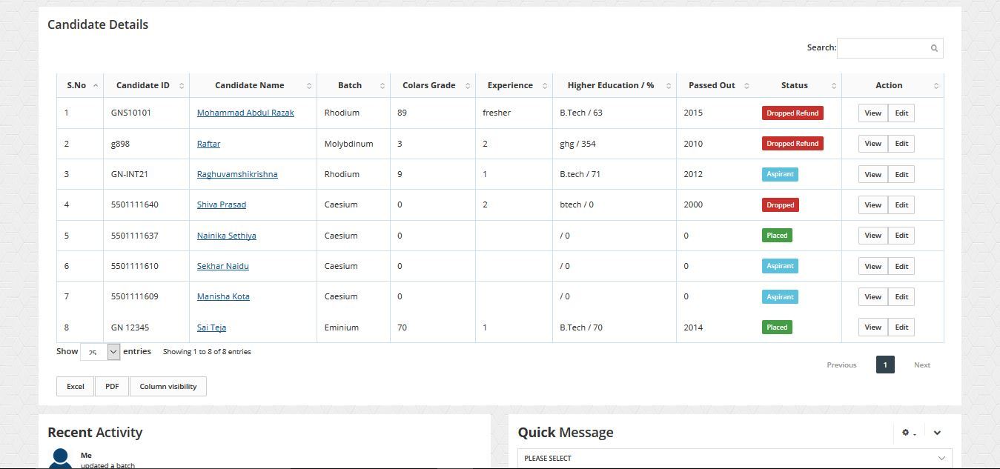 Candidate Details
Search:
S.No Candidate ID Candidate Name Batch Colars Grade Experience Higher Education / % Passed Out Status Action
1 GNS10101 Mohammad Abdul Razak Rhodium 89 fresher B.Tech / 63 2015 Dropped Refund View Edit
2 g898 Raftar Molybdinum 3 2 ghg / 354 2010 Dropped Refund View Edit
3 GN-INT21 Raghuvamshikrishna Rhodium 9 1 B.tech / 71 2012 Aspirant View Edit
4 5501111640 Shiva Prasad Caesium 0 2 btech / 0 2000 Dropped View Edit
5 5501111637 Nainika Sethiya Caesium 0 / 0 0 Placed View Edit
6 5501111610 Sekhar Naidu Caesium 0 / 0 0 Aspirant View Edit
7 5501111609 Manisha Kota Caesium 0 / 0 0 Aspirant View Edit
8 GN 12345 Sai Teja Eminium 70 1 B.Tech / 70 2014 Placed View Edit
Show 25 entries Showing 1 to 8 of 8 entries
Previous 1 Next
Excel PDF Column visibility
Recent Activity
Me
updated a batch
Quick Message
PLEASE SELECT